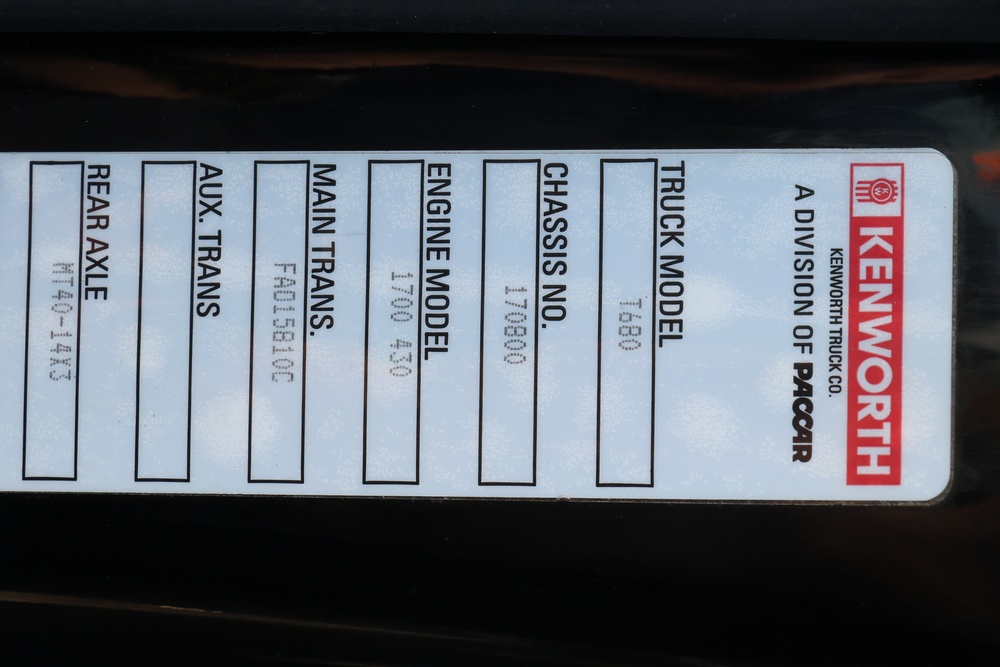 KENWORTH
KENWORTH TRUCK CO.
A DIVISION OF PACCAR
TRUCK MODEL
T680
CHASSIS NO.
170800
ENGINE MODEL
1700 430
MAIN TRANS.
FAO15810C
AUX. TRANS
REAR AXLE
MT40-14X3